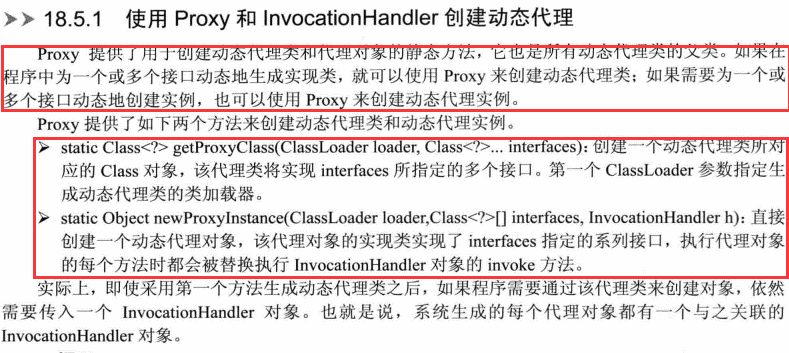 ➤➤ 18.5.1 使用 Proxy 和 InvocationHandler 创建动态代理
Proxy 提供了用于创建动态代理类和代理对象的静态方法，它也是所有动态代理类的父类。如果在
程序中为一个或多个接口动态地生成实现类，就可以使用 Proxy 来创建动态代理类；如果需要为一个或
多个接口动态地创建实例，也可以使用 Proxy 来创建动态代理实例。
Proxy 提供了如下两个方法来创建动态代理类和动态代理实例。
➤ static Class<?> getProxyClass(ClassLoader loader, Class<?>... interfaces)：创建一个动态代理类所对
应的 Class 对象，该代理类将实现 interfaces 所指定的多个接口。第一个 ClassLoader 参数指定生
成动态代理类的类加载器。
➤ static Object newProxyInstance(ClassLoader loader,Class<?>[] interfaces, InvocationHandler h)：直接
创建一个动态代理对象，该代理对象的实现类实现了 interfaces 指定的系列接口，执行代理对象
的每个方法时都会被替换执行 InvocationHandler 对象的 invoke 方法。
实际上，即使采用第一个方法生成动态代理类之后，如果程序需要通过该代理类来创建对象，依然
需要传入一个 InvocationHandler 对象。也就是说，系统生成的每个代理对象都有一个与之关联的
InvocationHandler 对象。